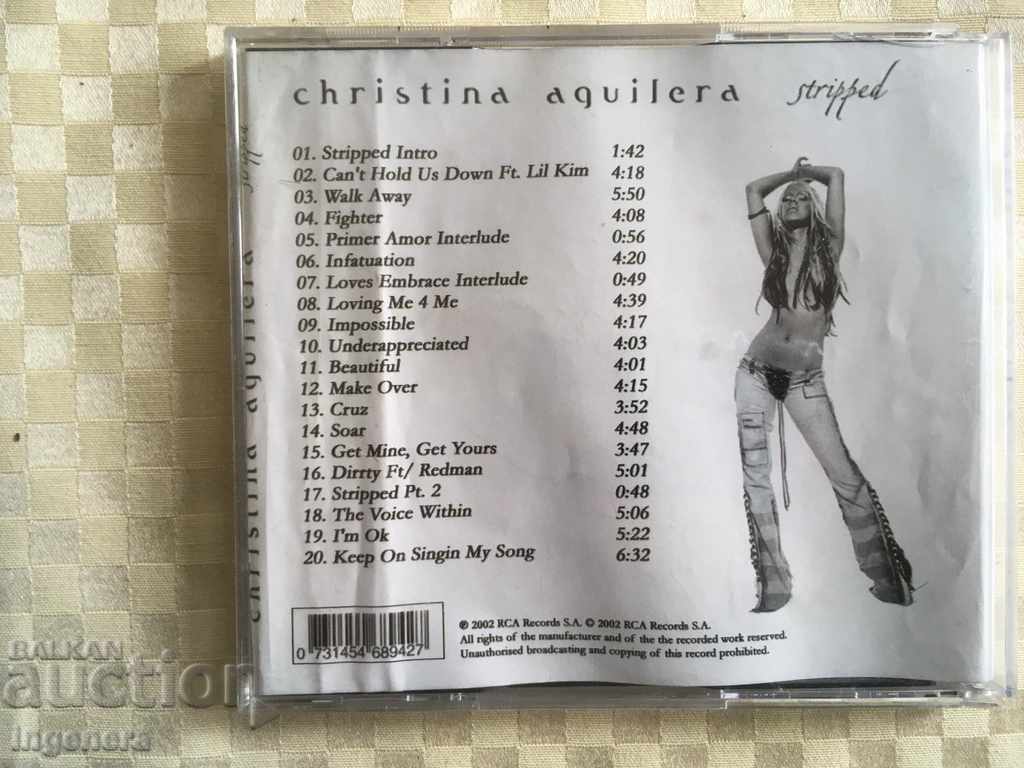 christina aguilera stripped
01. Stripped Intro 1:42
02. Can't Hold Us Down Ft. Lil Kim 4:18
03. Walk Away 5:50
04. Fighter 4:08
05. Primer Amor Interlude 0:56
06. Infatuation 4:20
07. Loves Embrace Interlude 0:49
08. Loving Me 4 Me 4:39
09. Impossible 4:17
10. Underappreciated 4:03
11. Beautiful 4:01
12. Make Over 4:15
13. Cruz 3:52
14. Soar 4:48
15. Get Mine, Get Yours 3:47
16. Dirrty Ft/ Redman 5:01
17. Stripped Pt. 2 0:48
18. The Voice Within 5:06
19. I'm Ok 5:22
20. Keep On Singin My Song 6:32
0 731454 689427
℗ 2002 RCA Records S.A. © 2002 RCA Records S.A.
All rights of the manufacturer and of the the recorded work reserved.
Unauthorised broadcasting and copying of this record prohibited.
christina aguilera stripped
BALKAN
auction
Ingenera